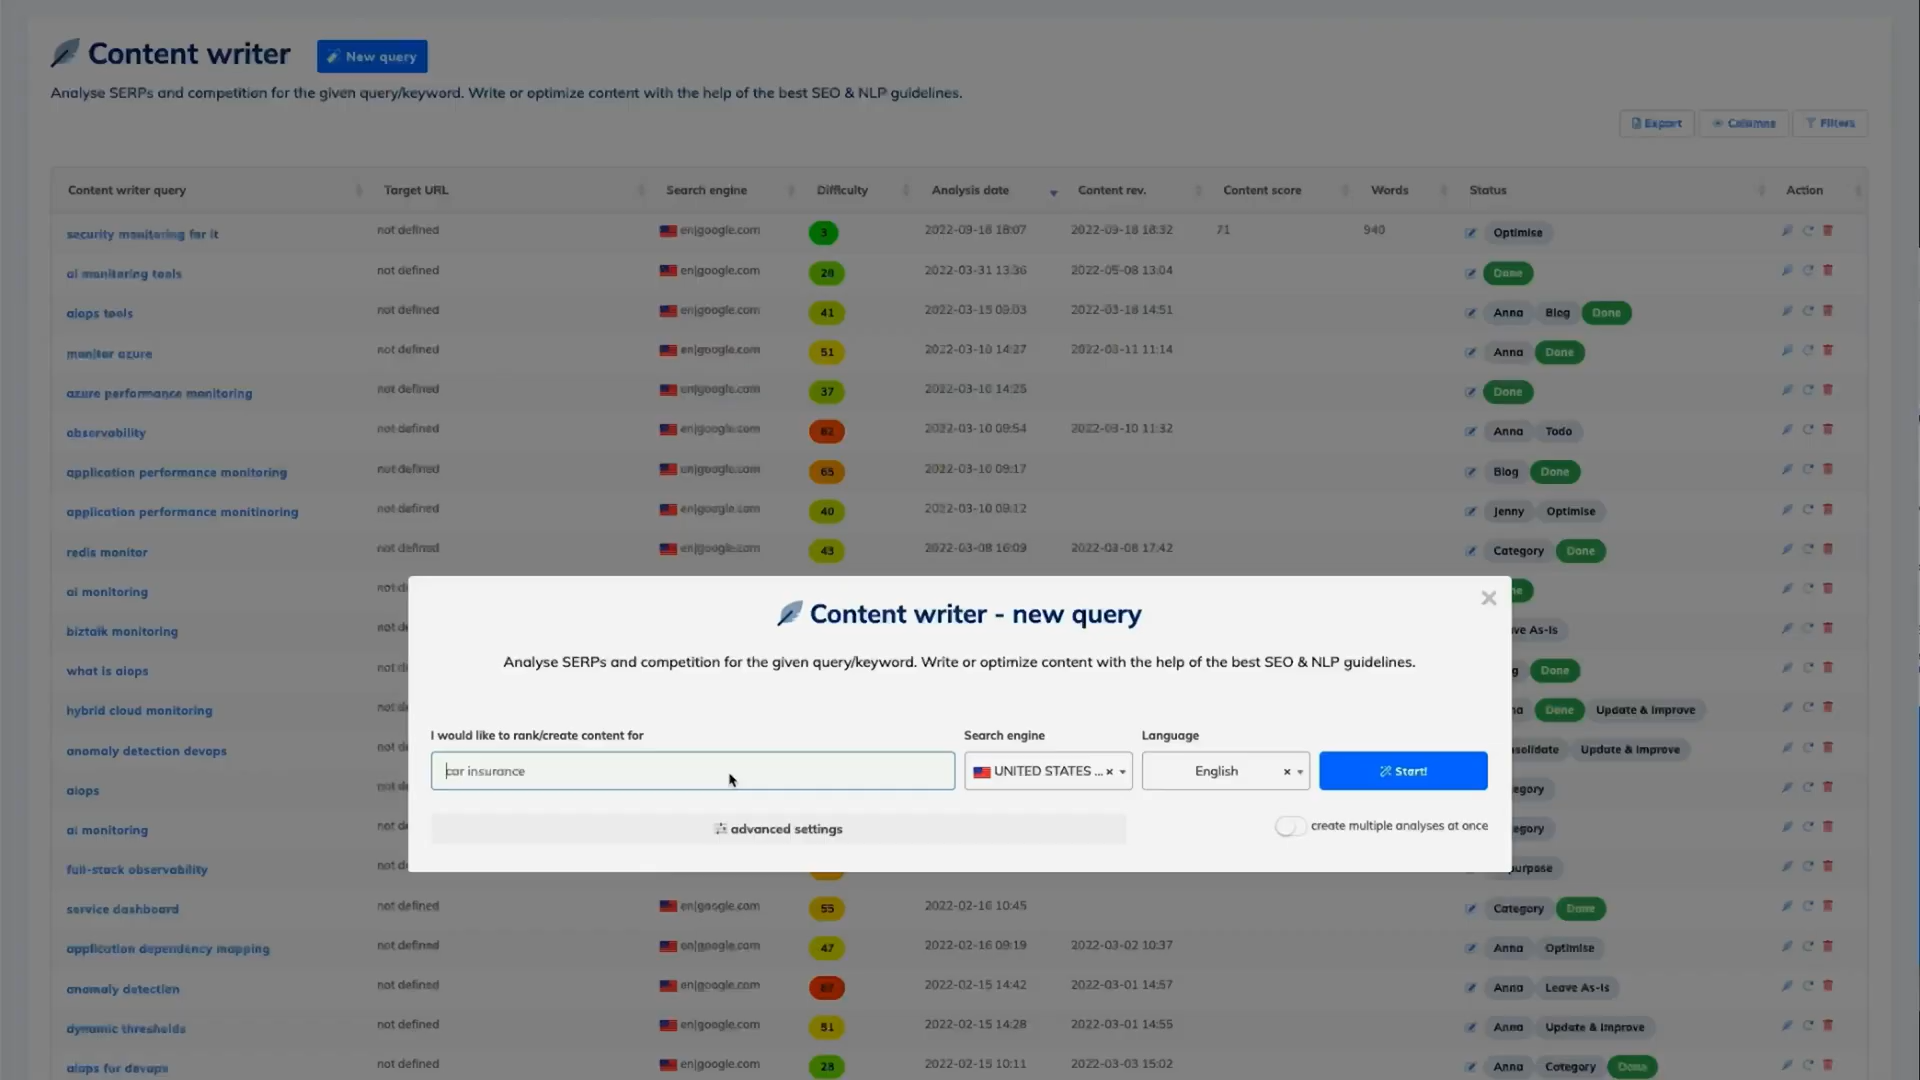 Content writer New query
Analyse SERPs and competition for the given query/keyword. Write or optimize content with the help of the best SEO & NLP guidelines.
Export Columns Filters
Content writer query Target URL Search engine Difficulty Analysis date Content rev. Content score Words Status Action
security monitoring for it not defined en|google.com 3 2022-09-18 18:07 2022-09-18 18:32 71 940 Optimise
ai monitoring tools not defined en|google.com 28 2022-03-31 13:36 2022-05-08 13:04 Done
aiops tools not defined en|google.com 41 2022-03-15 09:03 2022-03-18 14:51 Anna Blog Done
monitor azure not defined en|google.com 51 2022-03-10 14:27 2022-03-11 11:14 Anna Done
azure performance monitoring not defined en|google.com 37 2022-03-10 14:25 Done
observability not defined en|google.com 82 2022-03-10 09:54 2022-03-10 11:32 Anna Todo
application performance monitoring not defined en|google.com 65 2022-03-10 09:17 Blog Done
application performance monitinoring not defined en|google.com 40 2022-03-10 09:12 Jenny Optimise
redis monitor not defined en|google.com 43 2022-03-08 16:09 2022-03-08 17:42 Category Done
ai monitoring
biztalk monitoring
what is aiops Done
hybrid cloud monitoring Done Update & Improve
anomaly detection devops Update & Improve
aiops
ai monitoring
full-stack observability
Content writer - new query
Analyse SERPs and competition for the given query/keyword. Write or optimize content with the help of the best SEO & NLP guidelines.
I would like to rank/create content for Search engine Language
car insurance UNITED STATES ... English Start!
advanced settings create multiple analyses at once
service dashboard not defined en|google.com 55 2022-02-16 10:45 Category Done
application dependency mapping not defined en|google.com 47 2022-02-16 09:19 2022-03-02 10:37 Anna Optimise
anomaly detection not defined en|google.com 2022-02-15 14:42 2022-03-01 14:57 Anna Leave As-Is
dynamic thresholds not defined en|google.com 51 2022-02-15 14:28 2022-03-01 14:55 Anna Update & Improve
aiops for devops not defined en|google.com 28 2022-02-15 10:11 2022-03-03 15:02 Anna Category Done